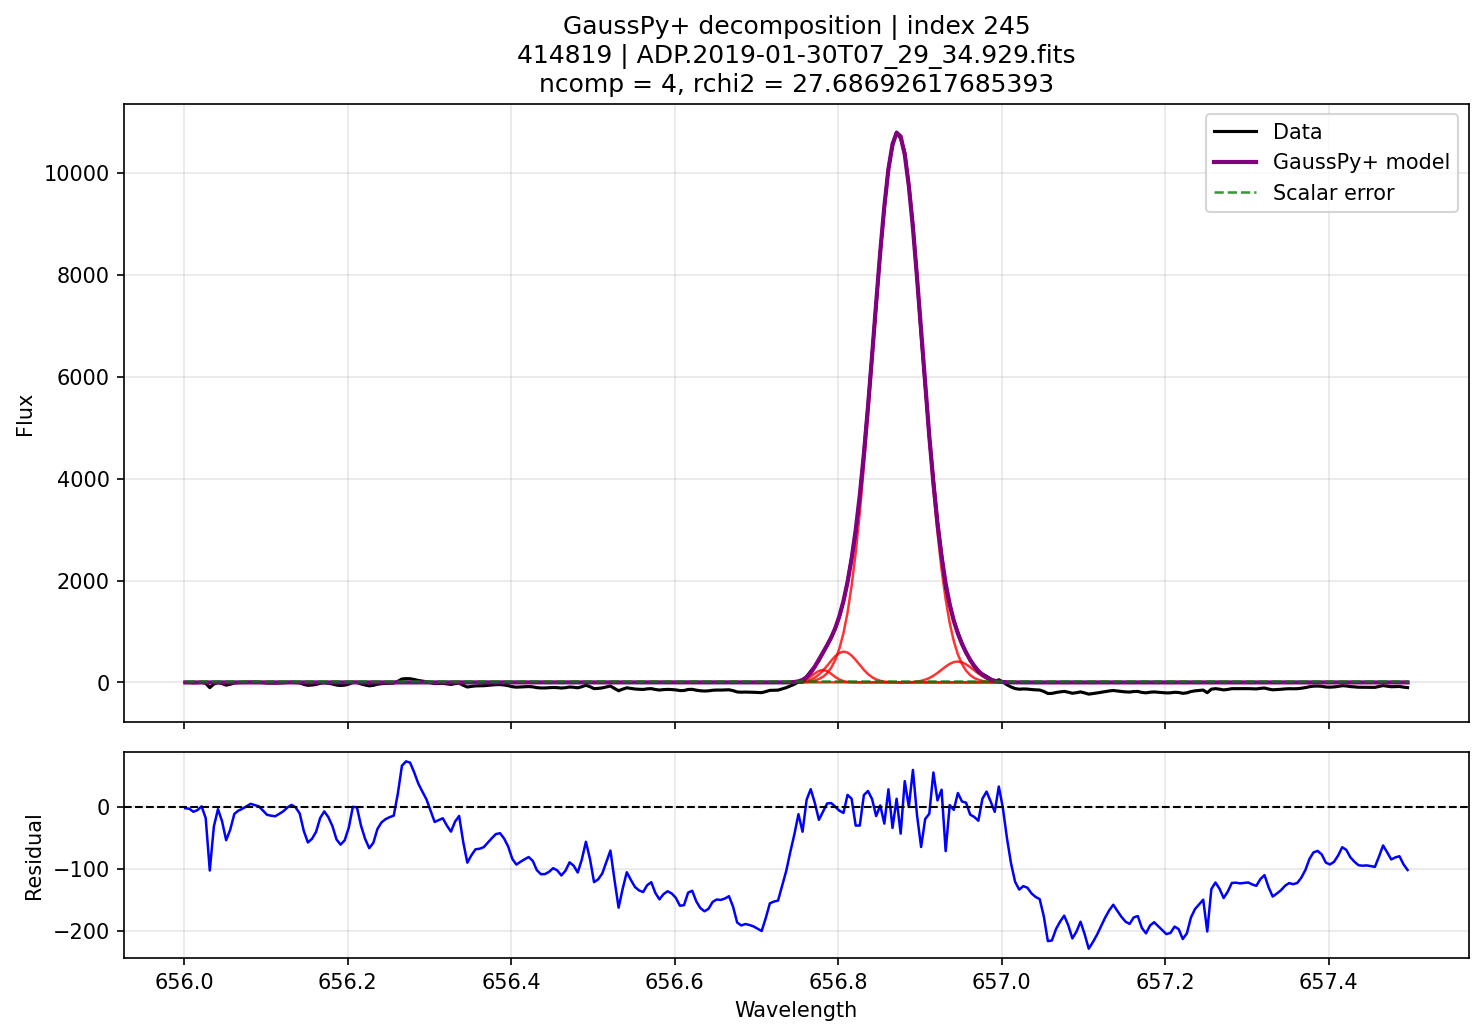 GaussPy+ decomposition | index 245
414819 | ADP.2019-01-30T07_29_34.929.fits
ncomp = 4, rchi2 = 27.68692617685393
Data
GaussPy+ model
Scalar error
Flux
10000
8000
6000
4000
2000
0
Residual
0
−100
−200
656.0 656.2 656.4 656.6 656.8 657.0 657.2 657.4
Wavelength